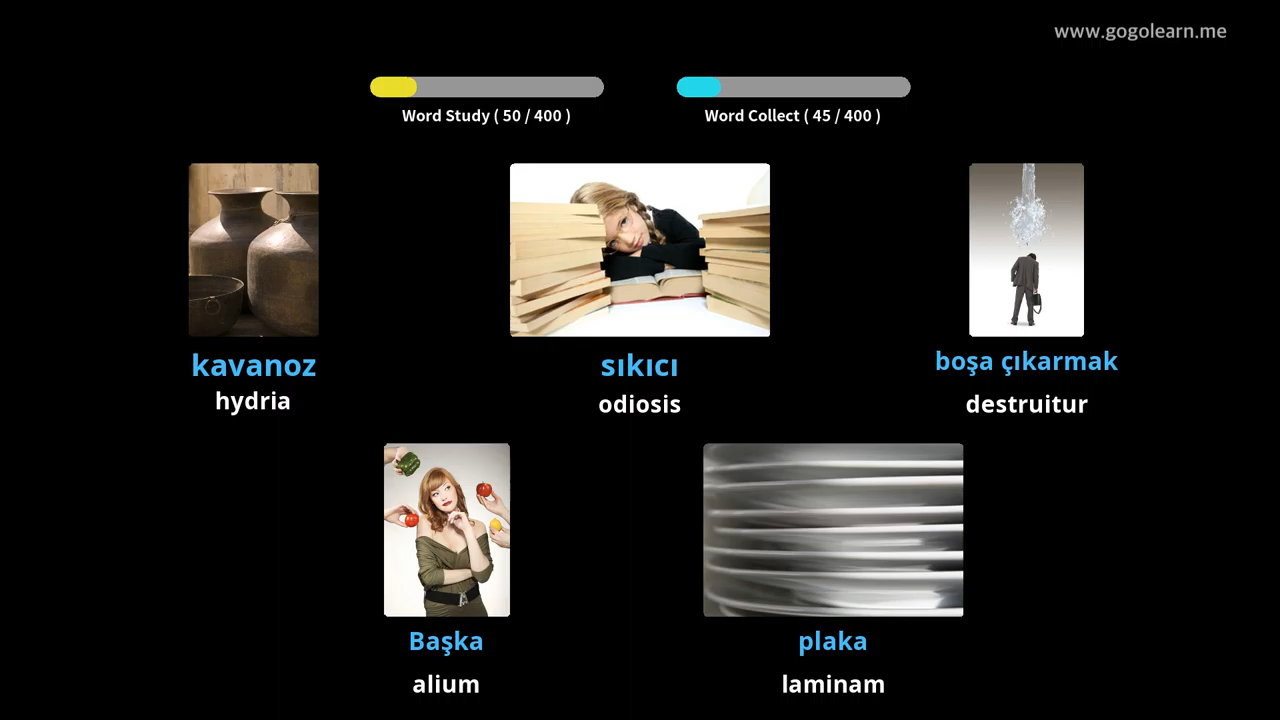 www.gogolearn.me
Word Study ( 50 / 400 )
Word Collect ( 45 / 400 )
kavanoz
hydria
sıkıcı
odiosis
boşa çıkarmak
destruitur
Başka
alium
plaka
laminam